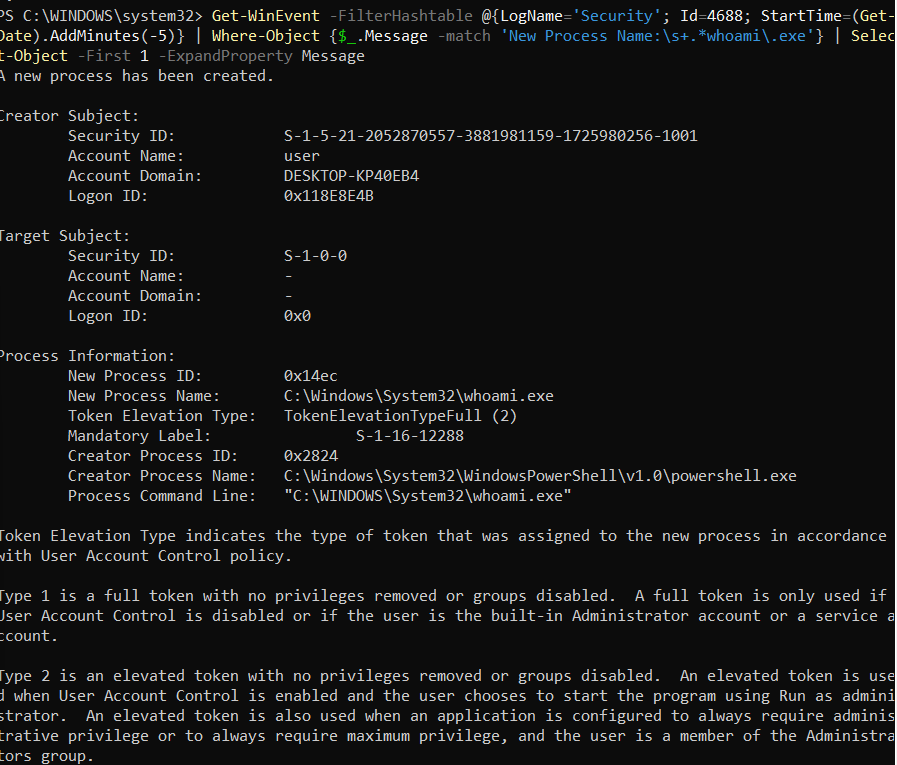 PS C:\WINDOWS\system32> Get-WinEvent -FilterHashtable @{LogName='Security'; Id=4688; StartTime=(Get-
Date).AddMinutes(-5)} | Where-Object {$_.Message -match 'New Process Name:\s+.*whoami\.exe'} | Selec
t-Object -First 1 -ExpandProperty Message
A new process has been created.
Creator Subject:
Security ID: S-1-5-21-2052870557-3881981159-1725980256-1001
Account Name: user
Account Domain: DESKTOP-KP40EB4
Logon ID: 0x118E8E4B
Target Subject:
Security ID: S-1-0-0
Account Name: -
Account Domain: -
Logon ID: 0x0
Process Information:
New Process ID: 0x14ec
New Process Name: C:\Windows\System32\whoami.exe
Token Elevation Type: TokenElevationTypeFull (2)
Mandatory Label: S-1-16-12288
Creator Process ID: 0x2824
Creator Process Name: C:\Windows\System32\WindowsPowerShell\v1.0\powershell.exe
Process Command Line: "C:\WINDOWS\System32\whoami.exe"
Token Elevation Type indicates the type of token that was assigned to the new process in accordance
with User Account Control policy.
Type 1 is a full token with no privileges removed or groups disabled.  A full token is only used if
User Account Control is disabled or if the user is the built-in Administrator account or a service a
ccount.
Type 2 is an elevated token with no privileges removed or groups disabled.  An elevated token is use
d when User Account Control is enabled and the user chooses to start the program using Run as admini
strator.  An elevated token is also used when an application is configured to always require adminis
trative privilege or to always require maximum privilege, and the user is a member of the Administra
tors group.